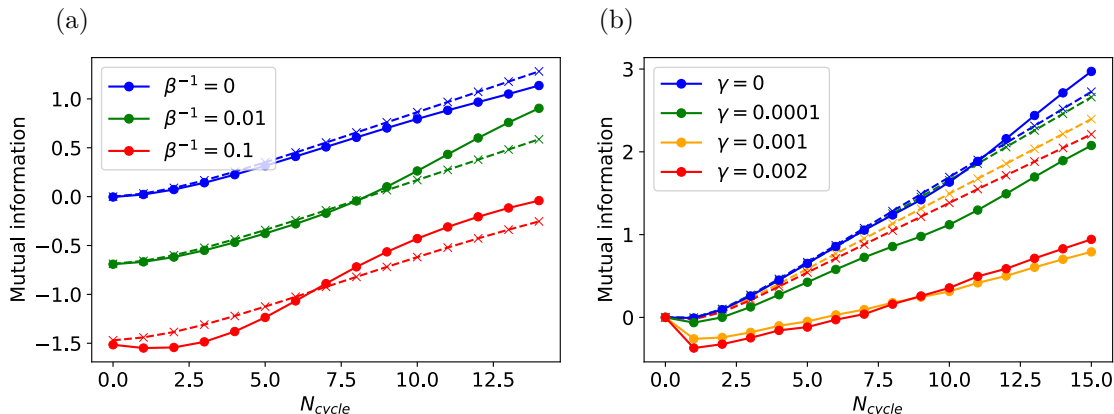 (a)
Mutual information
1.0
0.5
0.0
−0.5
−1.0
−1.5
β⁻¹ = 0
β⁻¹ = 0.01
β⁻¹ = 0.1
0.0 2.5 5.0 7.5 10.0 12.5
N_cycle
(b)
Mutual information
3
2
1
0
γ = 0
γ = 0.0001
γ = 0.001
γ = 0.002
0.0 2.5 5.0 7.5 10.0 12.5 15.0
N_cycle